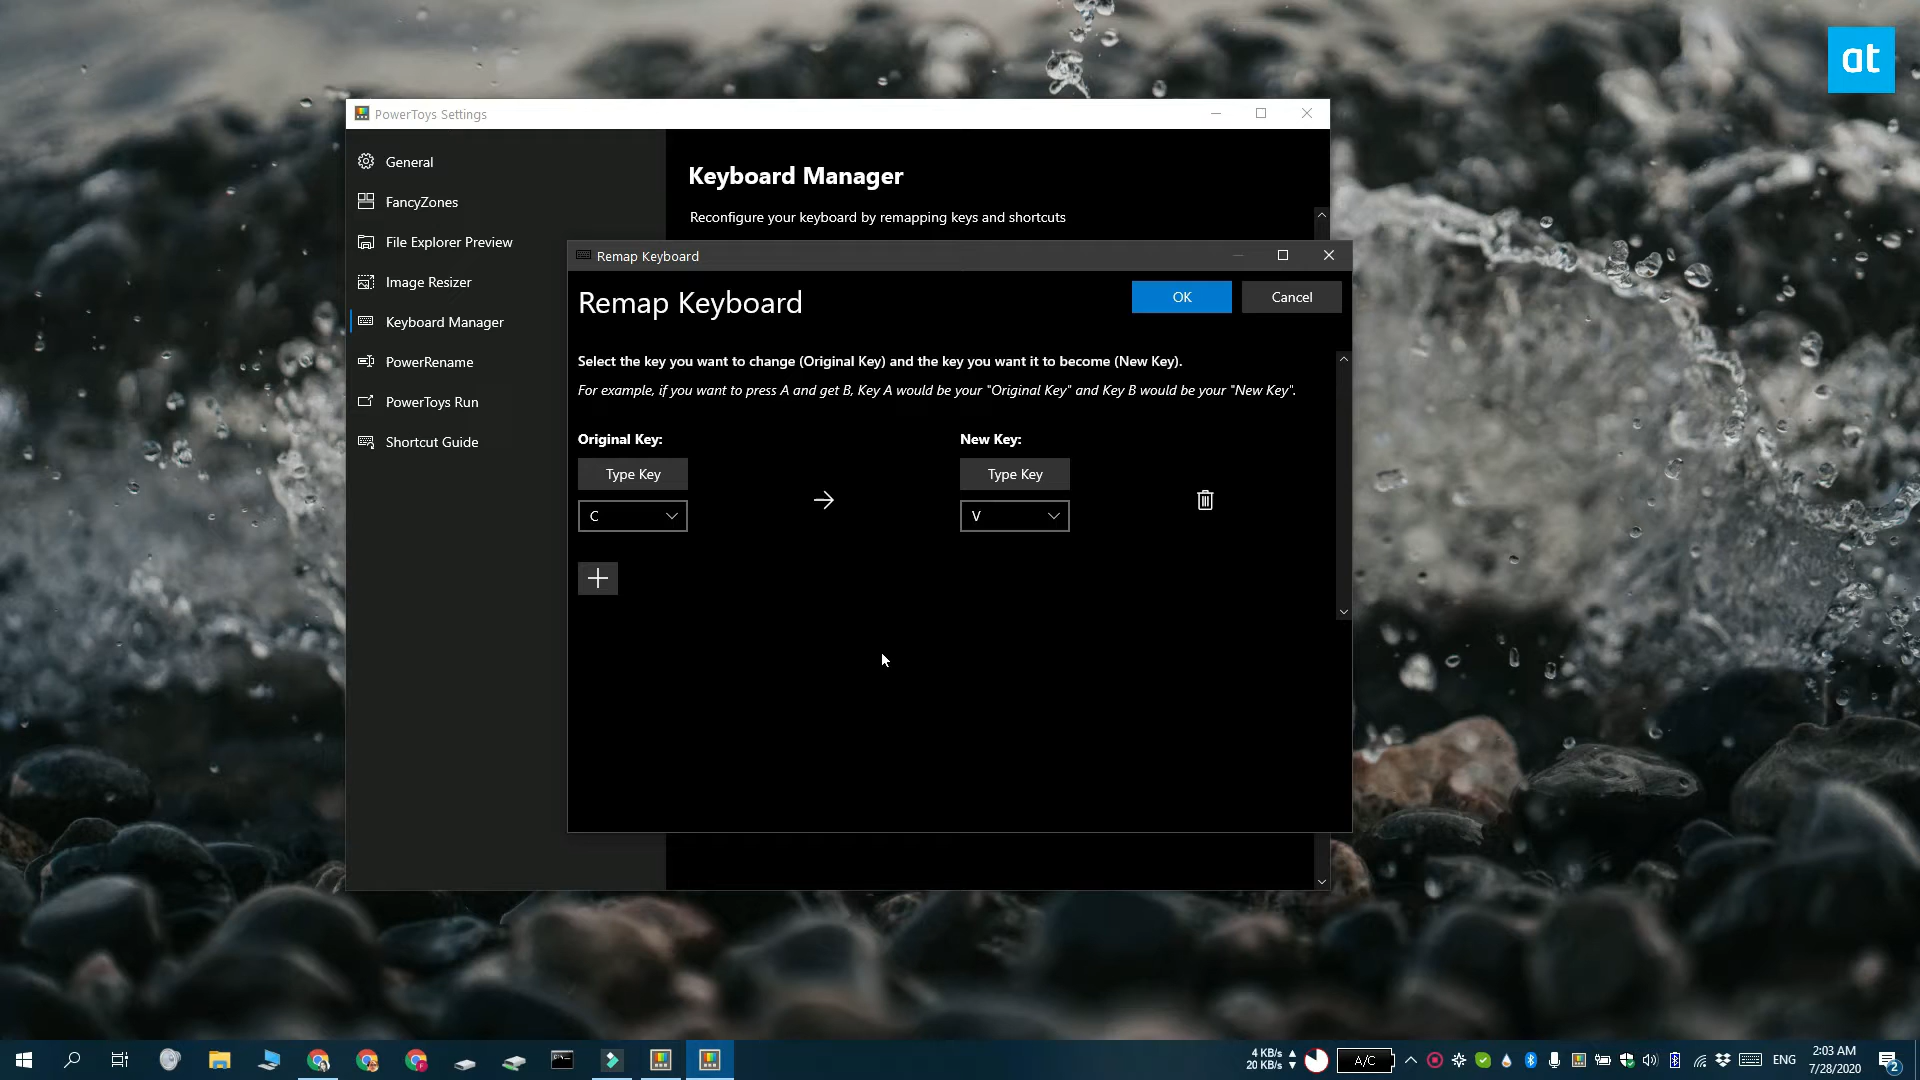 at
PowerToys Settings
General
FancyZones
File Explorer Preview
Image Resizer
Keyboard Manager
PowerRename
PowerToys Run
Shortcut Guide
Keyboard Manager
Reconfigure your keyboard by remapping keys and shortcuts
Remap Keyboard
Remap Keyboard
OK
Cancel
Select the key you want to change (Original Key) and the key you want it to become (New Key).
For example, if you want to press A and get B, Key A would be your "Original Key" and Key B would be your "New Key".
Original Key:
New Key:
Type Key
Type Key
C
V
4 KB/s
20 KB/s
A/C
ENG
2:03 AM
7/28/2020
2